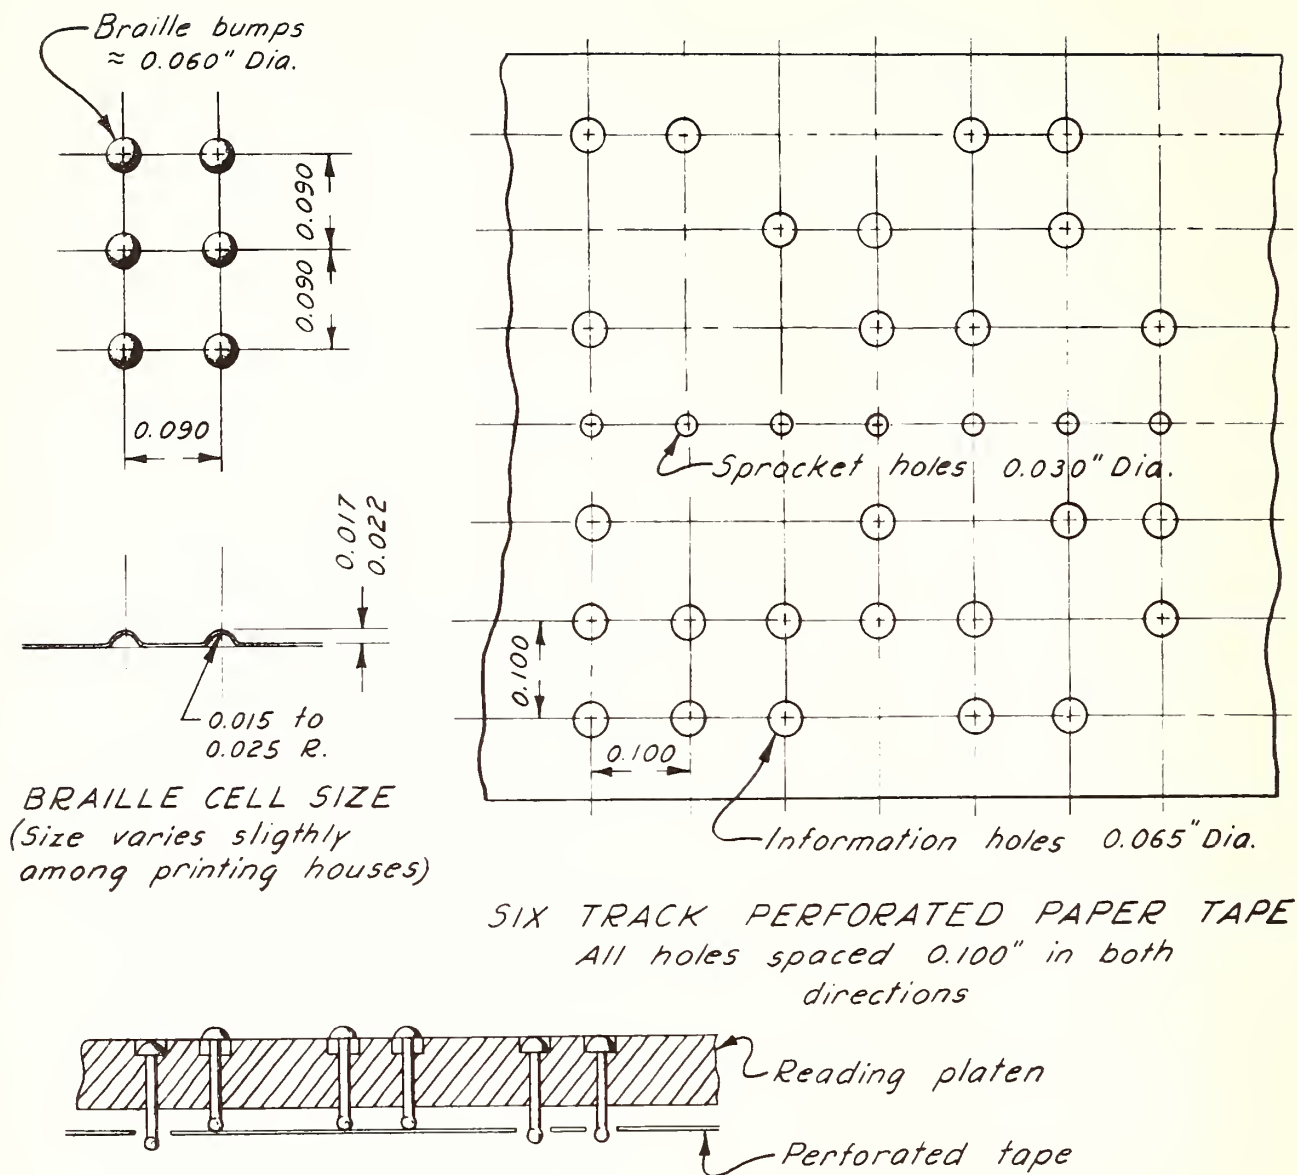 Braille bumps
≈ 0.060" Dia.
0.090
0.090
0.090
0.017
0.022
0.015 to
0.025 R.
BRAILLE CELL SIZE
(Size varies sligthly
among printing houses)
Sprocket holes 0.030" Dia.
0.100
0.100
Information holes 0.065" Dia.
SIX TRACK PERFORATED PAPER TAPE
All holes spaced 0.100" in both
directions
Reading platen
Perforated tape